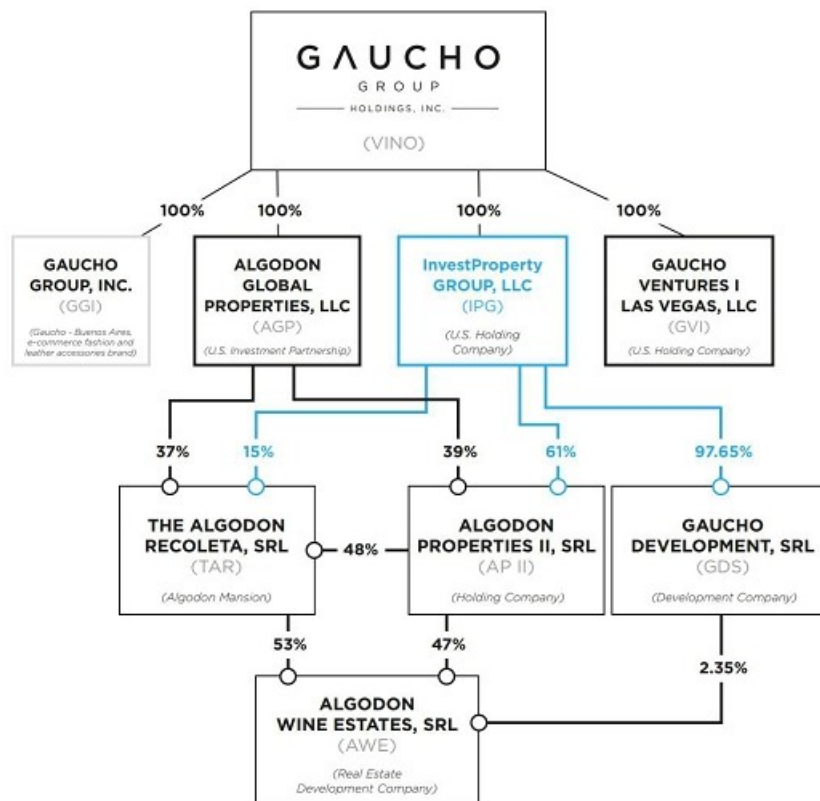 GAUCHO
GROUP
HOLDINGS, INC.
(VINO)
100%
100%
100%
100%
GAUCHO
GROUP, INC.
(GGI)
(Gaucho - Buenos Aires,
e-commerce fashion and
leather accessories brand)
ALGODON
GLOBAL
PROPERTIES, LLC
(AGP)
(U.S. Investment Partnership)
InvestProperty
GROUP, LLC
(IPG)
(U.S. Holding
Company)
GAUCHO
VENTURES I
LAS VEGAS, LLC
(GVI)
(U.S. Holding Company)
37%
15%
39%
61%
97.65%
THE ALGODON
RECOLETA, SRL
(TAR)
(Algodon Mansion)
48%
ALGODON
PROPERTIES II, SRL
(AP II)
(Holding Company)
GAUCHO
DEVELOPMENT, SRL
(GDS)
(Development Company)
53%
47%
2.35%
ALGODON
WINE ESTATES, SRL
(AWE)
(Real Estate
Development Company)